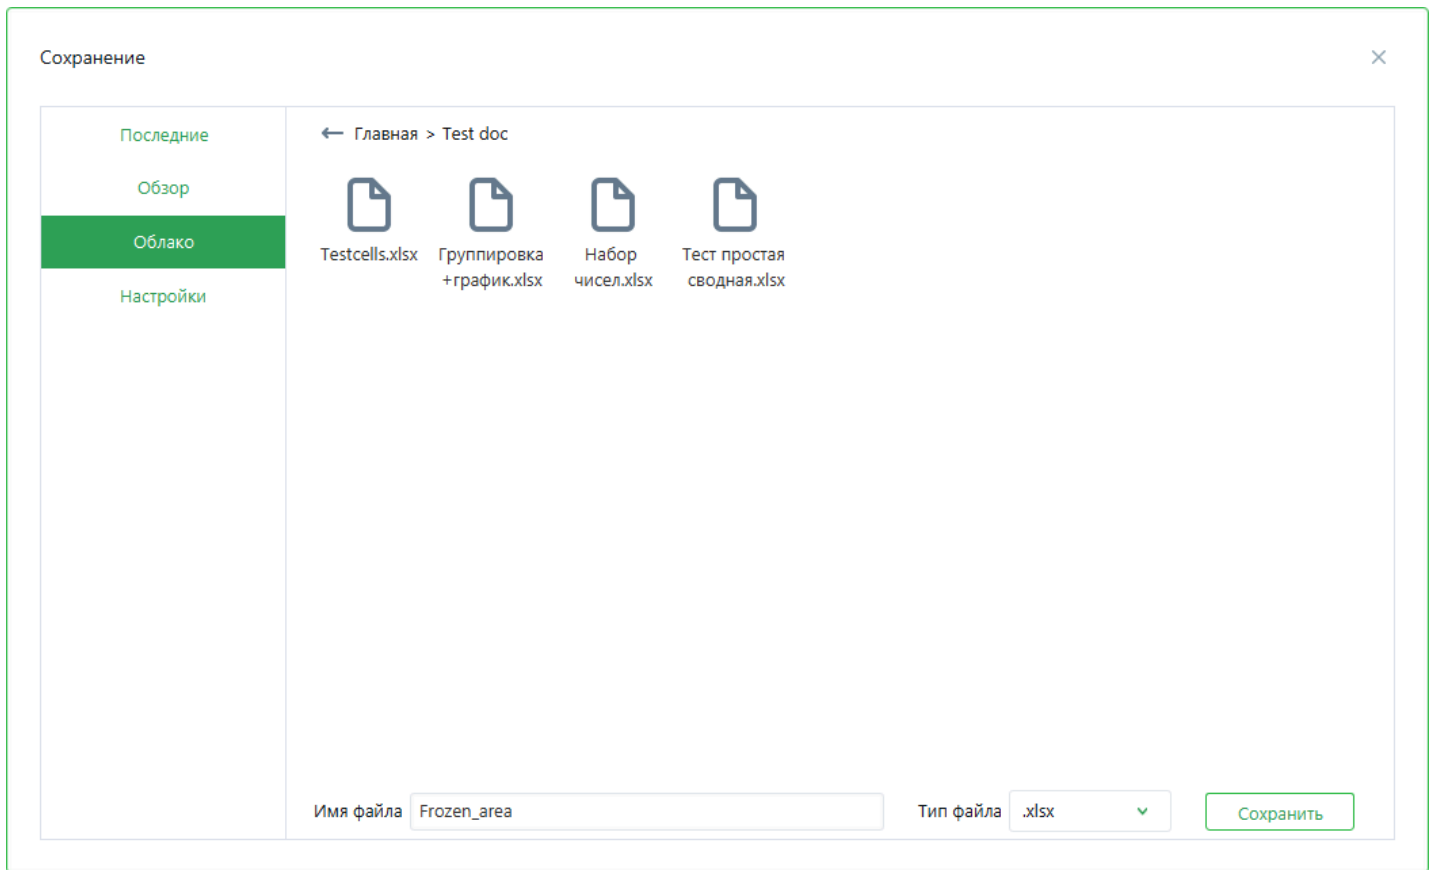 Сохранение
Последние
Обзор
Облако
Настройки
Главная > Test doc
Testcells.xlsx
Группировка
+график.xlsx
Набор
чисел.xlsx
Тест простая
сводная.xlsx
Имя файла Frozen_area
Тип файла .xlsx
Сохранить